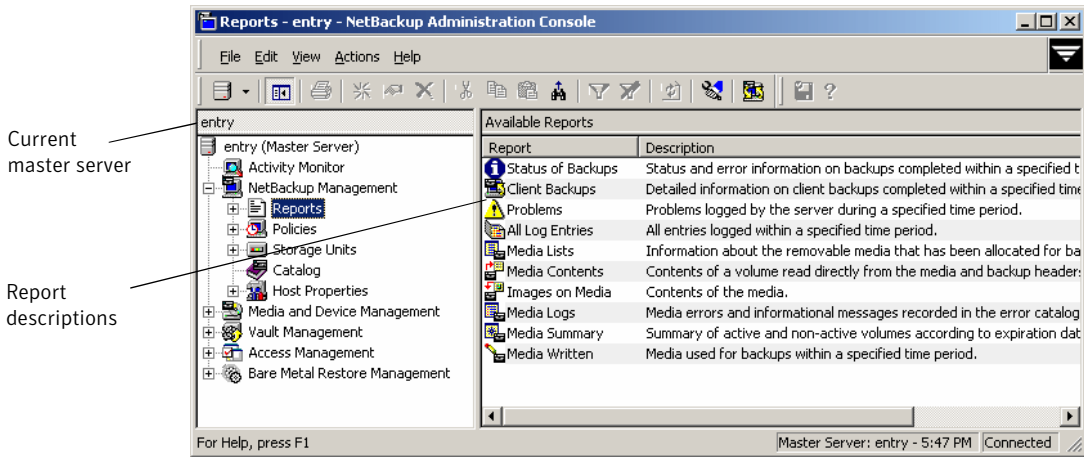 Reports - entry - NetBackup Administration Console
File Edit View Actions Help
entry
Available Reports
Current
master server
entry (Master Server)
Activity Monitor
NetBackup Management
Reports
Policies
Storage Units
Catalog
Host Properties
Media and Device Management
Vault Management
Access Management
Bare Metal Restore Management
Report
descriptions
Report Description
Status of Backups Status and error information on backups completed within a specified t
Client Backups Detailed information on client backups completed within a specified time
Problems Problems logged by the server during a specified time period.
All Log Entries All entries logged within a specified time period.
Media Lists Information about the removable media that has been allocated for ba
Media Contents Contents of a volume read directly from the media and backup header
Images on Media Contents of the media.
Media Logs Media errors and informational messages recorded in the error catalog
Media Summary Summary of active and non-active volumes according to expiration dat
Media Written Media used for backups within a specified time period.
For Help, press F1
Master Server: entry - 5:47 PM Connected